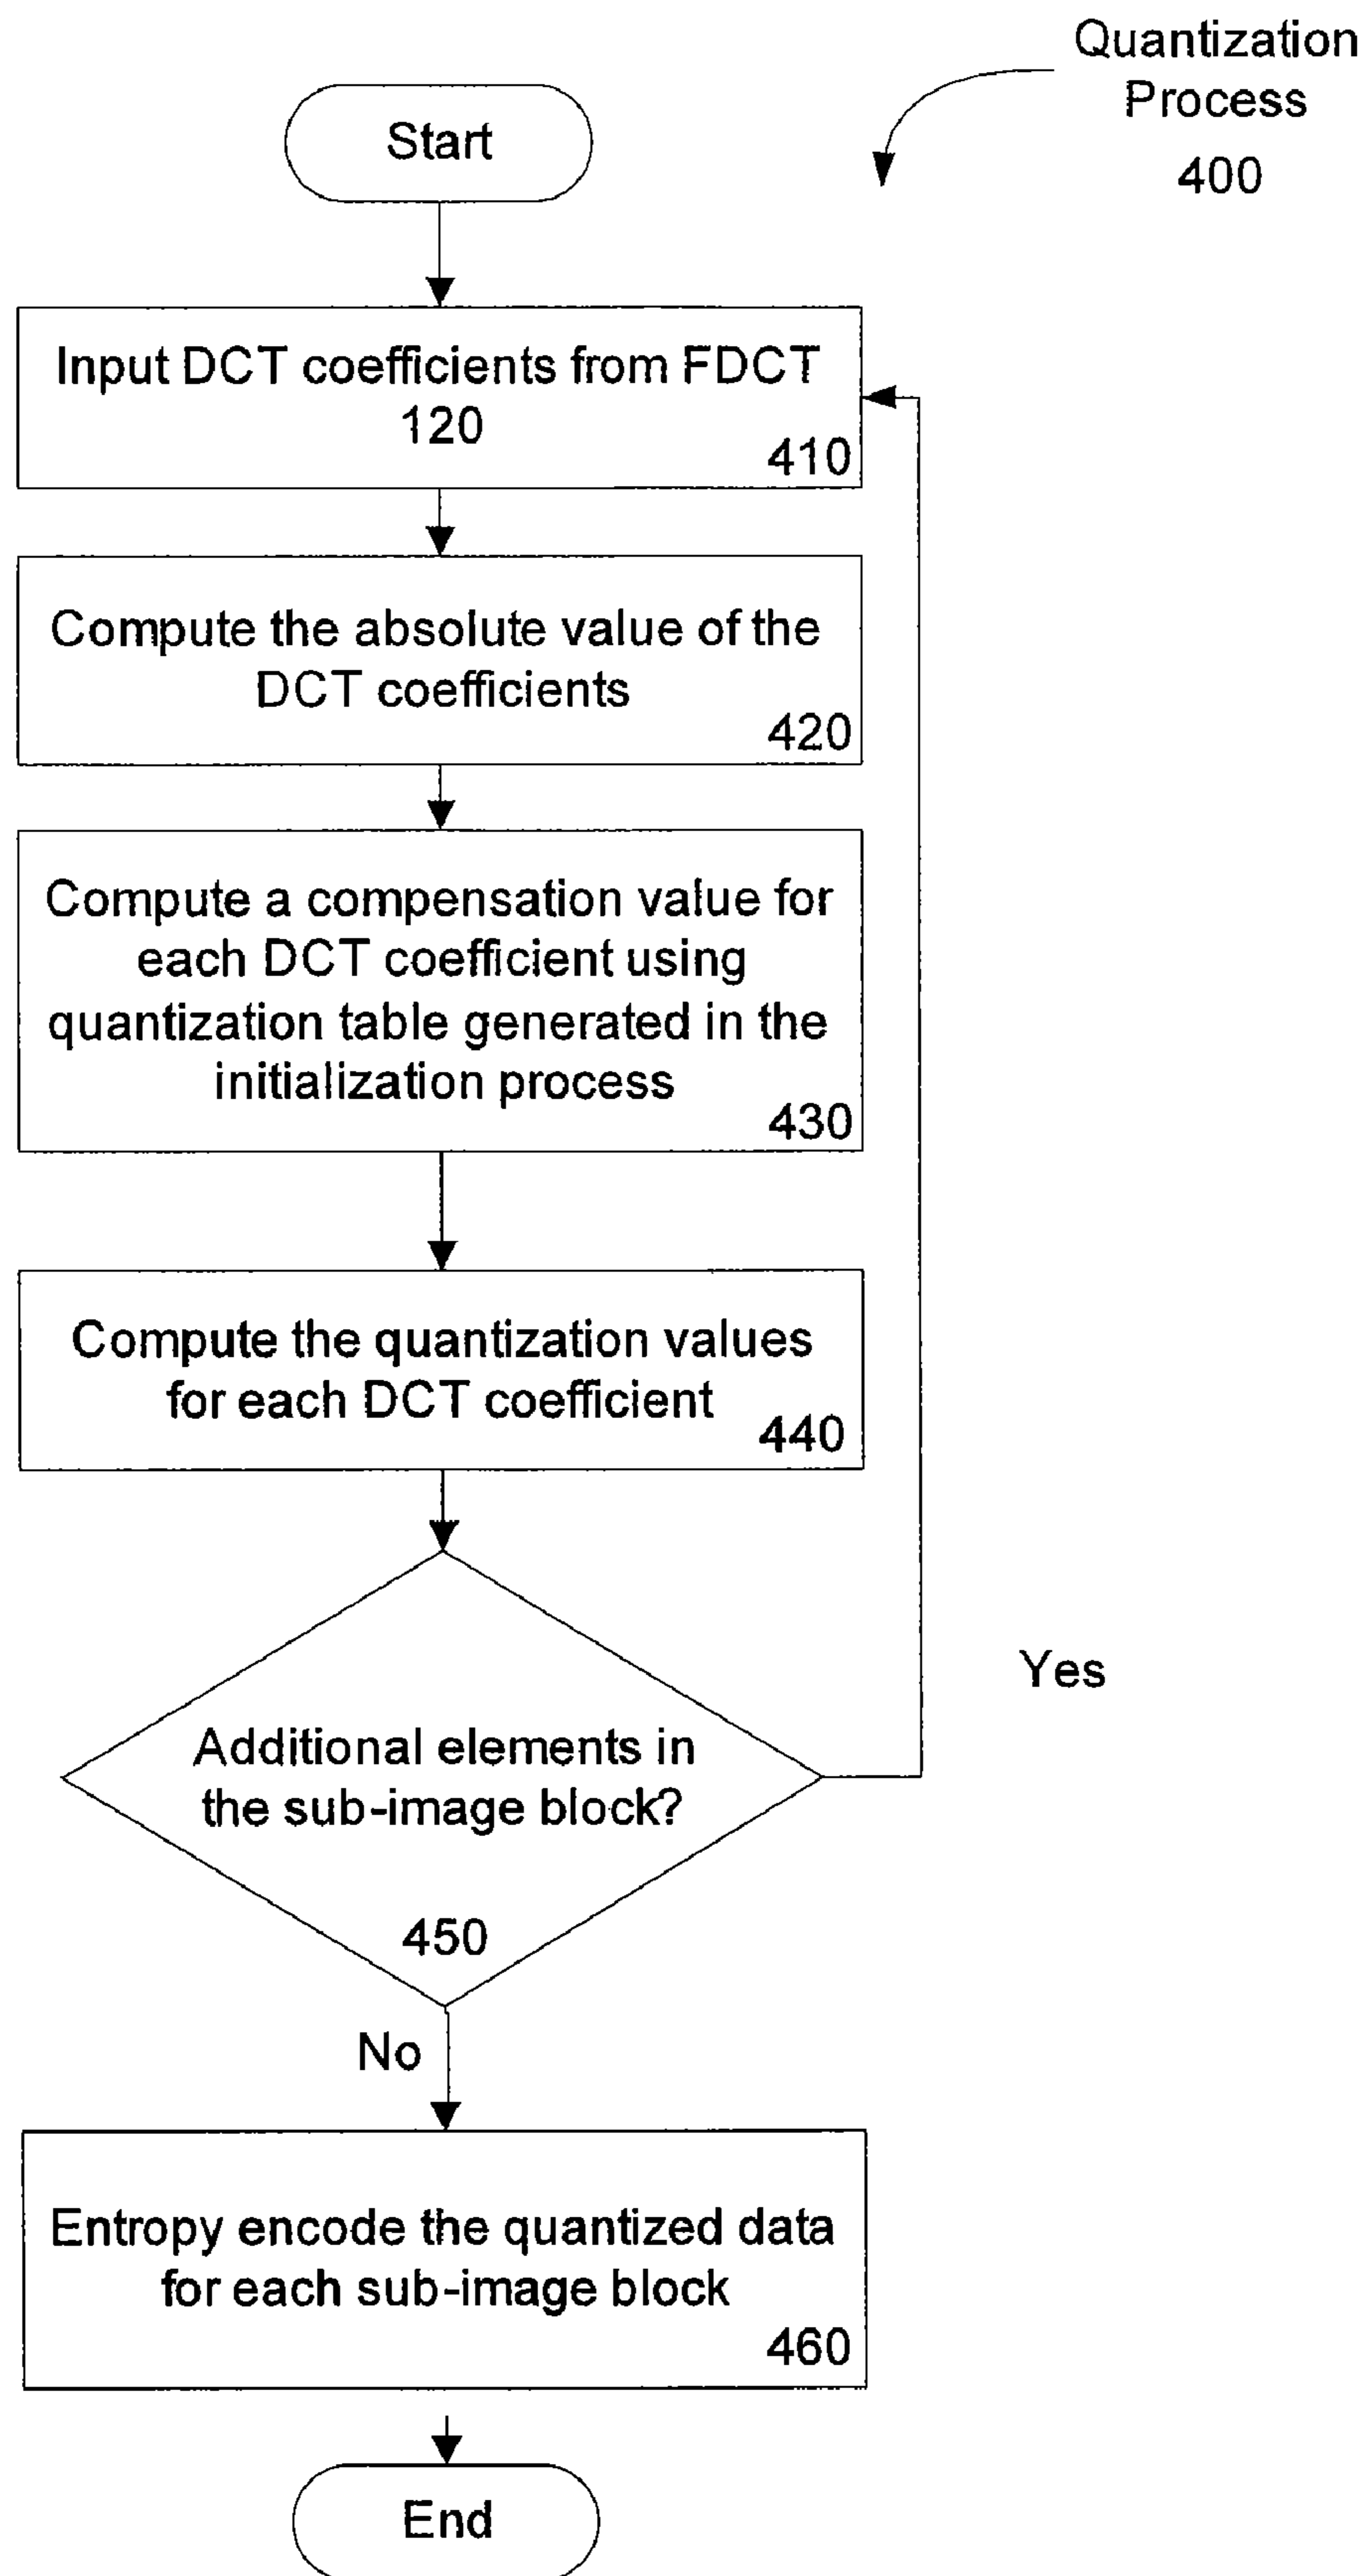 Quantization
Process
400
Start
Input DCT coefficients from FDCT
120
410
Compute the absolute value of the
DCT coefficients
420
Compute a compensation value for
each DCT coefficient using
quantization table generated in the
initialization process
430
Compute the quantization values
for each DCT coefficient
440
Additional elements in
the sub-image block?
450
Yes
No
Entropy encode the quantized data
for each sub-image block
460
End